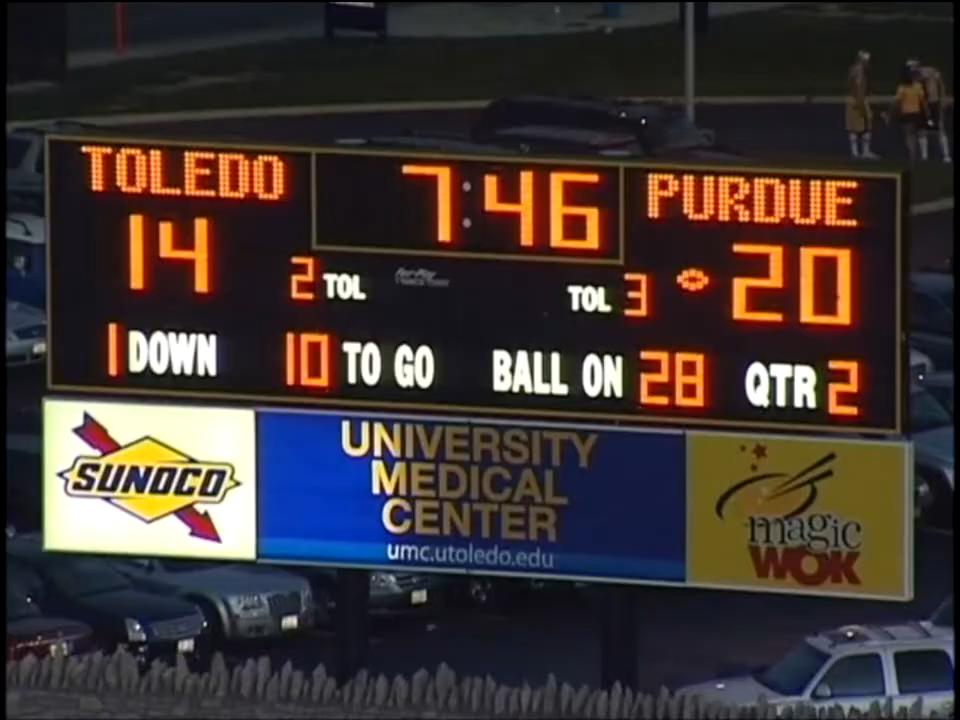 TOLEDO 7:46 PURDUE
14 2 TOL TOL 3 20
1 DOWN 10 TO GO BALL ON 28 QTR 2
SUNOCO
UNIVERSITY
MEDICAL
CENTER
umc.utoledo.edu
magic
WOK